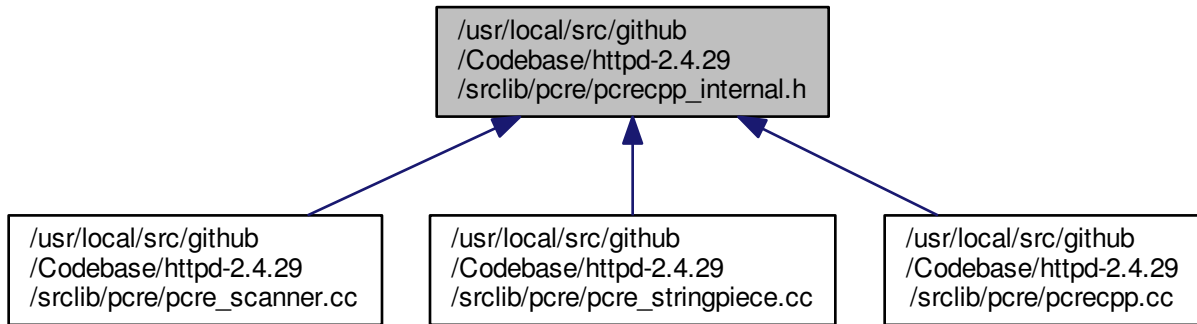 /usr/local/src/github
/Codebase/httpd-2.4.29
/srclib/pcre/pcrecpp_internal.h
/usr/local/src/github
/Codebase/httpd-2.4.29
/srclib/pcre/pcre_scanner.cc
/usr/local/src/github
/Codebase/httpd-2.4.29
/srclib/pcre/pcre_stringpiece.cc
/usr/local/src/github
/Codebase/httpd-2.4.29
/srclib/pcre/pcrecpp.cc